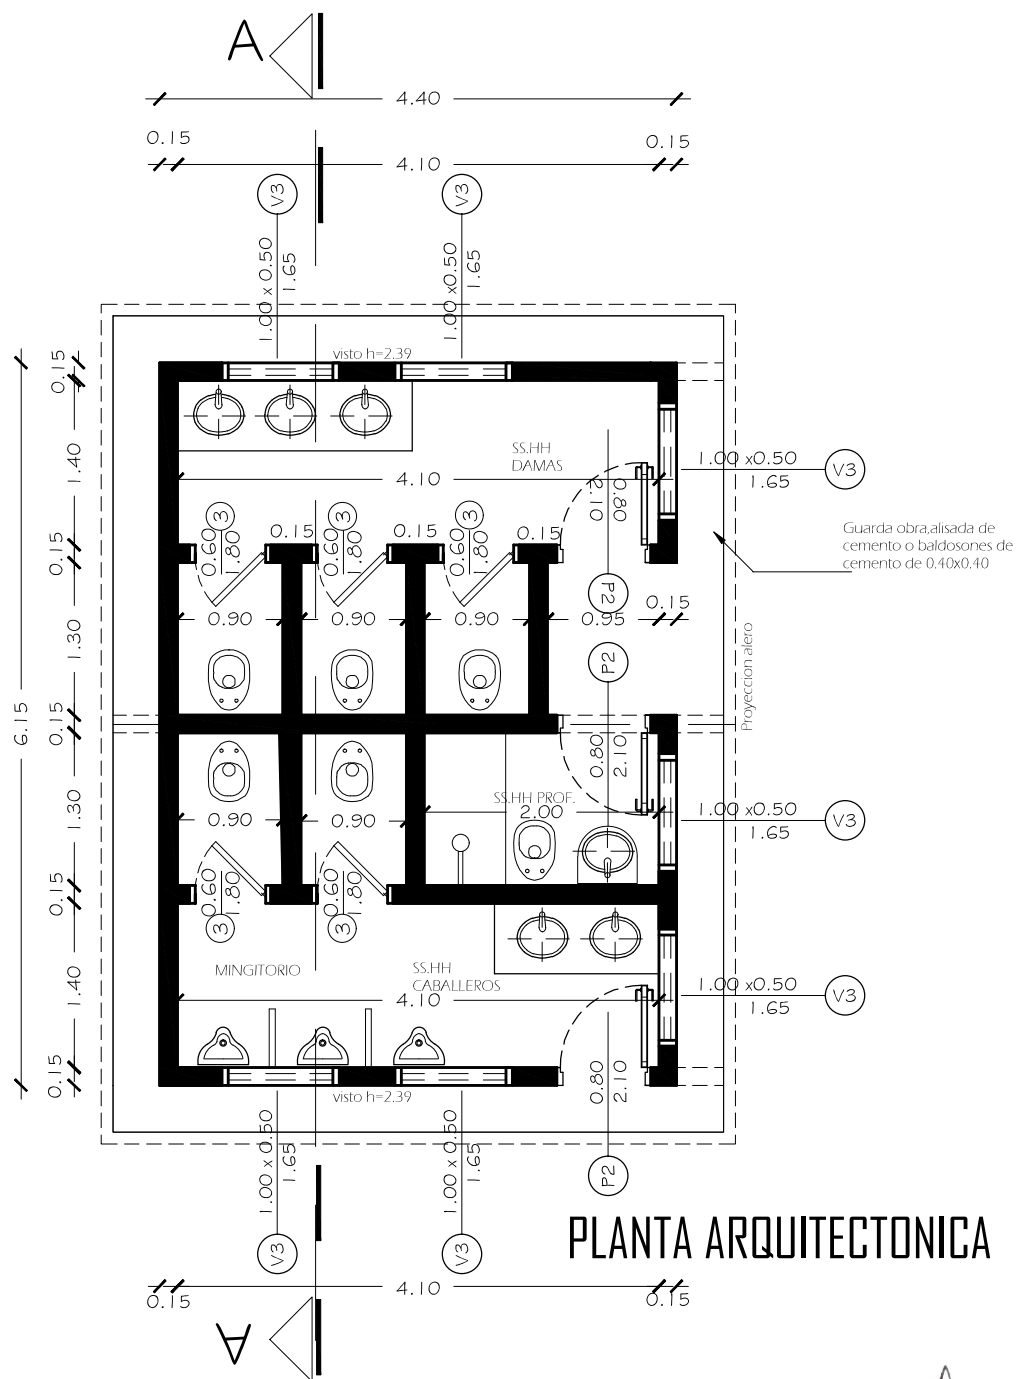 A
4.40
0.15
4.10
0.15
V3
V3
1.00 x 0.50
1.65
1.00 x 0.50
1.65
visto h=2.39
0.15
1.40
0.15
1.30
0.15
1.30
0.15
1.40
0.15
6.15
SS.HH
DAMAS
4.10
0.80
2.10
1.00 x0.50
1.65
V3
3
3
3
0.60
1.80
0.15
0.60
1.80
0.15
0.60
1.80
0.15
Guarda obra,alisada de
cemento o baldosones de
cemento de 0.40x0.40
P2
0.90
0.90
0.90
0.95
0.15
P2
Proyeccion alero
0.80
2.10
SS.HH PROF.
2.00
0.90
0.90
1.00 x0.50
1.65
V3
0.60
1.80
0.60
1.80
3
3
MINGITORIO
SS.HH
CABALLEROS
4.10
1.00 x0.50
1.65
V3
0.80
2.10
visto h=2.39
1.00 x 0.50
1.65
1.00 x 0.50
1.65
P2
V3
V3
PLANTA ARQUITECTONICA
4.10
0.15
0.15
A
A